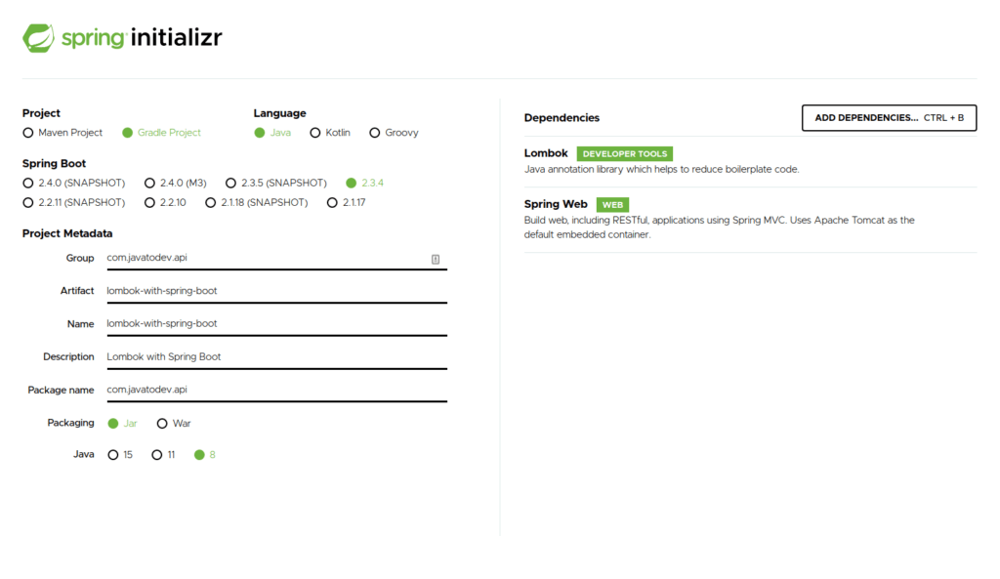 spring initializr
Project
Maven Project Gradle Project
Language
Java Kotlin Groovy
Spring Boot
2.4.0 (SNAPSHOT) 2.4.0 (M3) 2.3.5 (SNAPSHOT) 2.3.4
2.2.11 (SNAPSHOT) 2.2.10 2.1.18 (SNAPSHOT) 2.1.17
Project Metadata
Group com.javatodev.api
Artifact lombok-with-spring-boot
Name lombok-with-spring-boot
Description Lombok with Spring Boot
Package name com.javatodev.api
Packaging Jar War
Java 15 11 8
Dependencies ADD DEPENDENCIES... CTRL + B
Lombok DEVELOPER TOOLS
Java annotation library which helps to reduce boilerplate code.
Spring Web WEB
Build web, including RESTful, applications using Spring MVC. Uses Apache Tomcat as the
default embedded container.